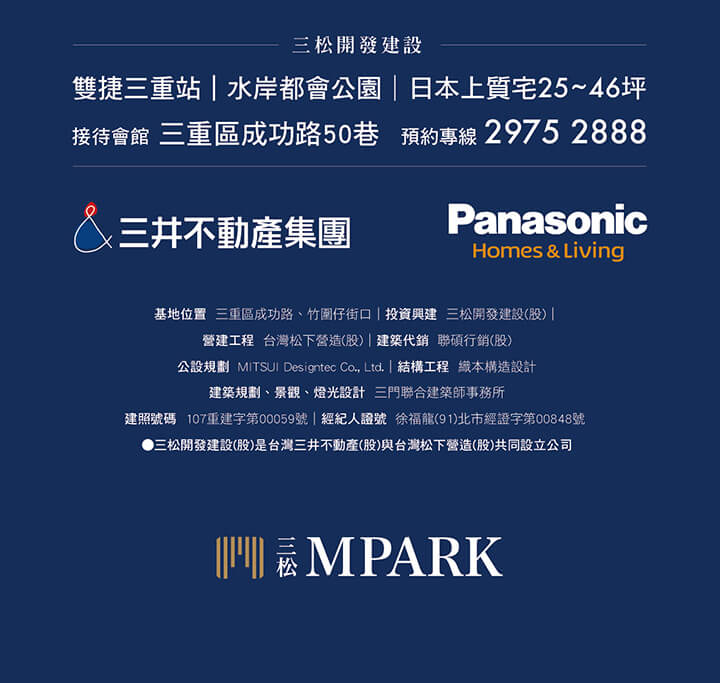 三松開發建設
雙捷三重站|水岸都會公園|日本上質宅25~46坪
接待會館 三重區成功路50巷 預約專線 2975 2888
三井不動產集團
Panasonic
Homes & Living
基地位置 三重區成功路、竹圍仔街口|投資興建 三松開發建設(股)|
營建工程 台灣松下營造(股)|建築代銷 聯碩行銷(股)
公設規劃 MITSUI Designtec Co., Ltd.|結構工程 織本構造設計
建築規劃、景觀、燈光設計 三門聯合建築師事務所
建照號碼 107重建字第00059號|經紀人證號 徐福龍(91)北市經證字第00848號
●三松開發建設(股)是台灣三井不動產(股)與台灣松下營造(股)共同設立公司
三松 MPARK